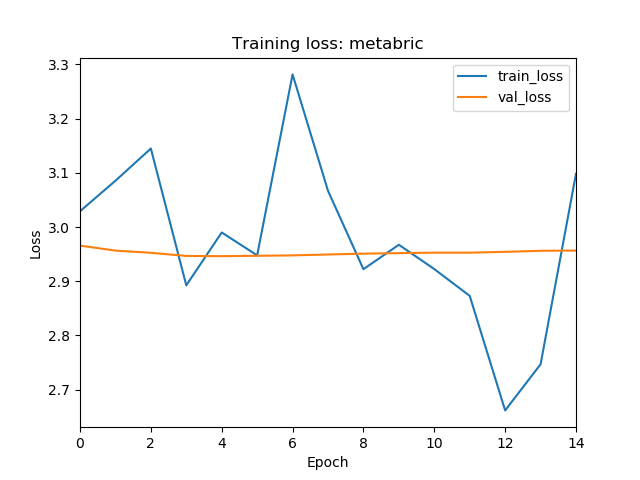 Training loss: metabric
3.3
3.2
3.1
3.0
2.9
2.8
2.7
Loss
train_loss
val_loss
0 2 4 6 8 10 12 14
Epoch